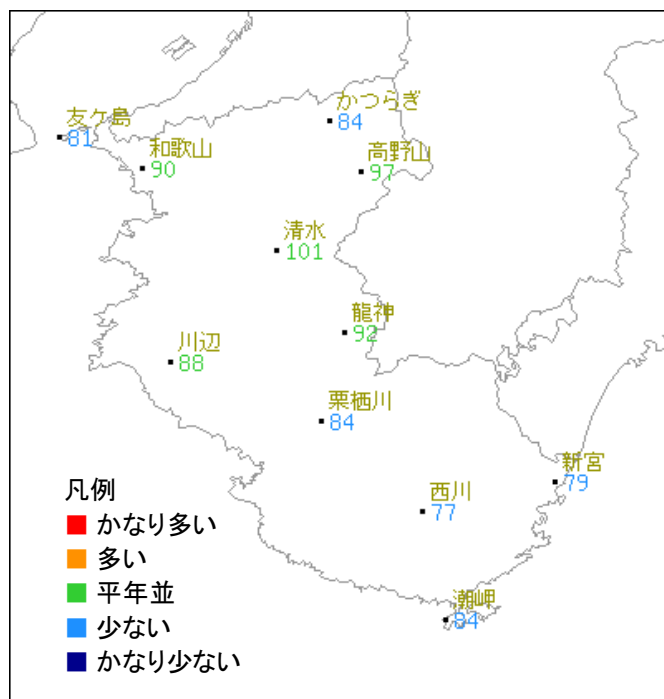 友ケ島
81
かつらぎ
84
和歌山
90
高野山
97
清水
101
龍神
92
川辺
88
栗栖川
84
新宮
79
西川
77
潮岬
84
凡例
かなり多い
多い
平年並
少ない
かなり少ない